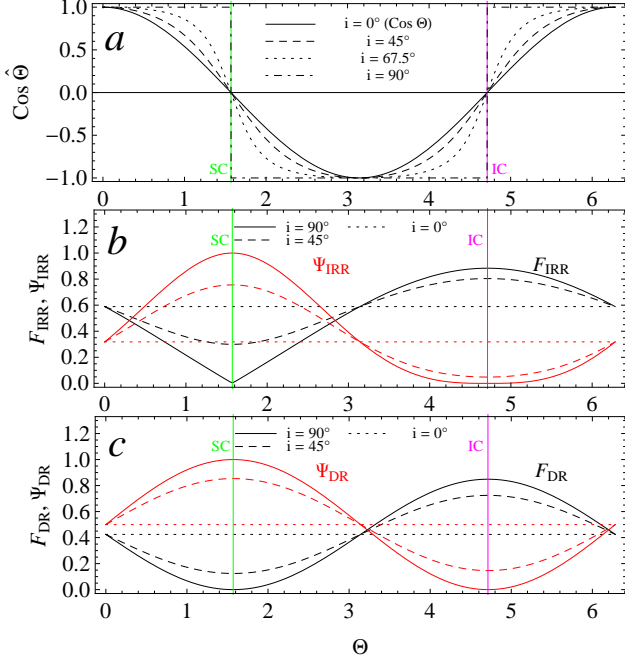 1.0
0.5
0.0
−0.5
−1.0
Cos Θ̂
a
i = 0° (Cos Θ)
i = 45°
i = 67.5°
i = 90°
SC
IC
0 1 2 3 4 5 6
1.2
1.0
0.8
0.6
0.4
0.2
0.0
F_IRR, Ψ_IRR
b
i = 90° i = 0°
i = 45°
SC
IC
Ψ_IRR
F_IRR
0 1 2 3 4 5 6
1.2
1.0
0.8
0.6
0.4
0.2
0.0
F_DR, Ψ_DR
c
i = 90° i = 0°
i = 45°
SC
IC
Ψ_DR
F_DR
0 1 2 3 4 5 6
Θ